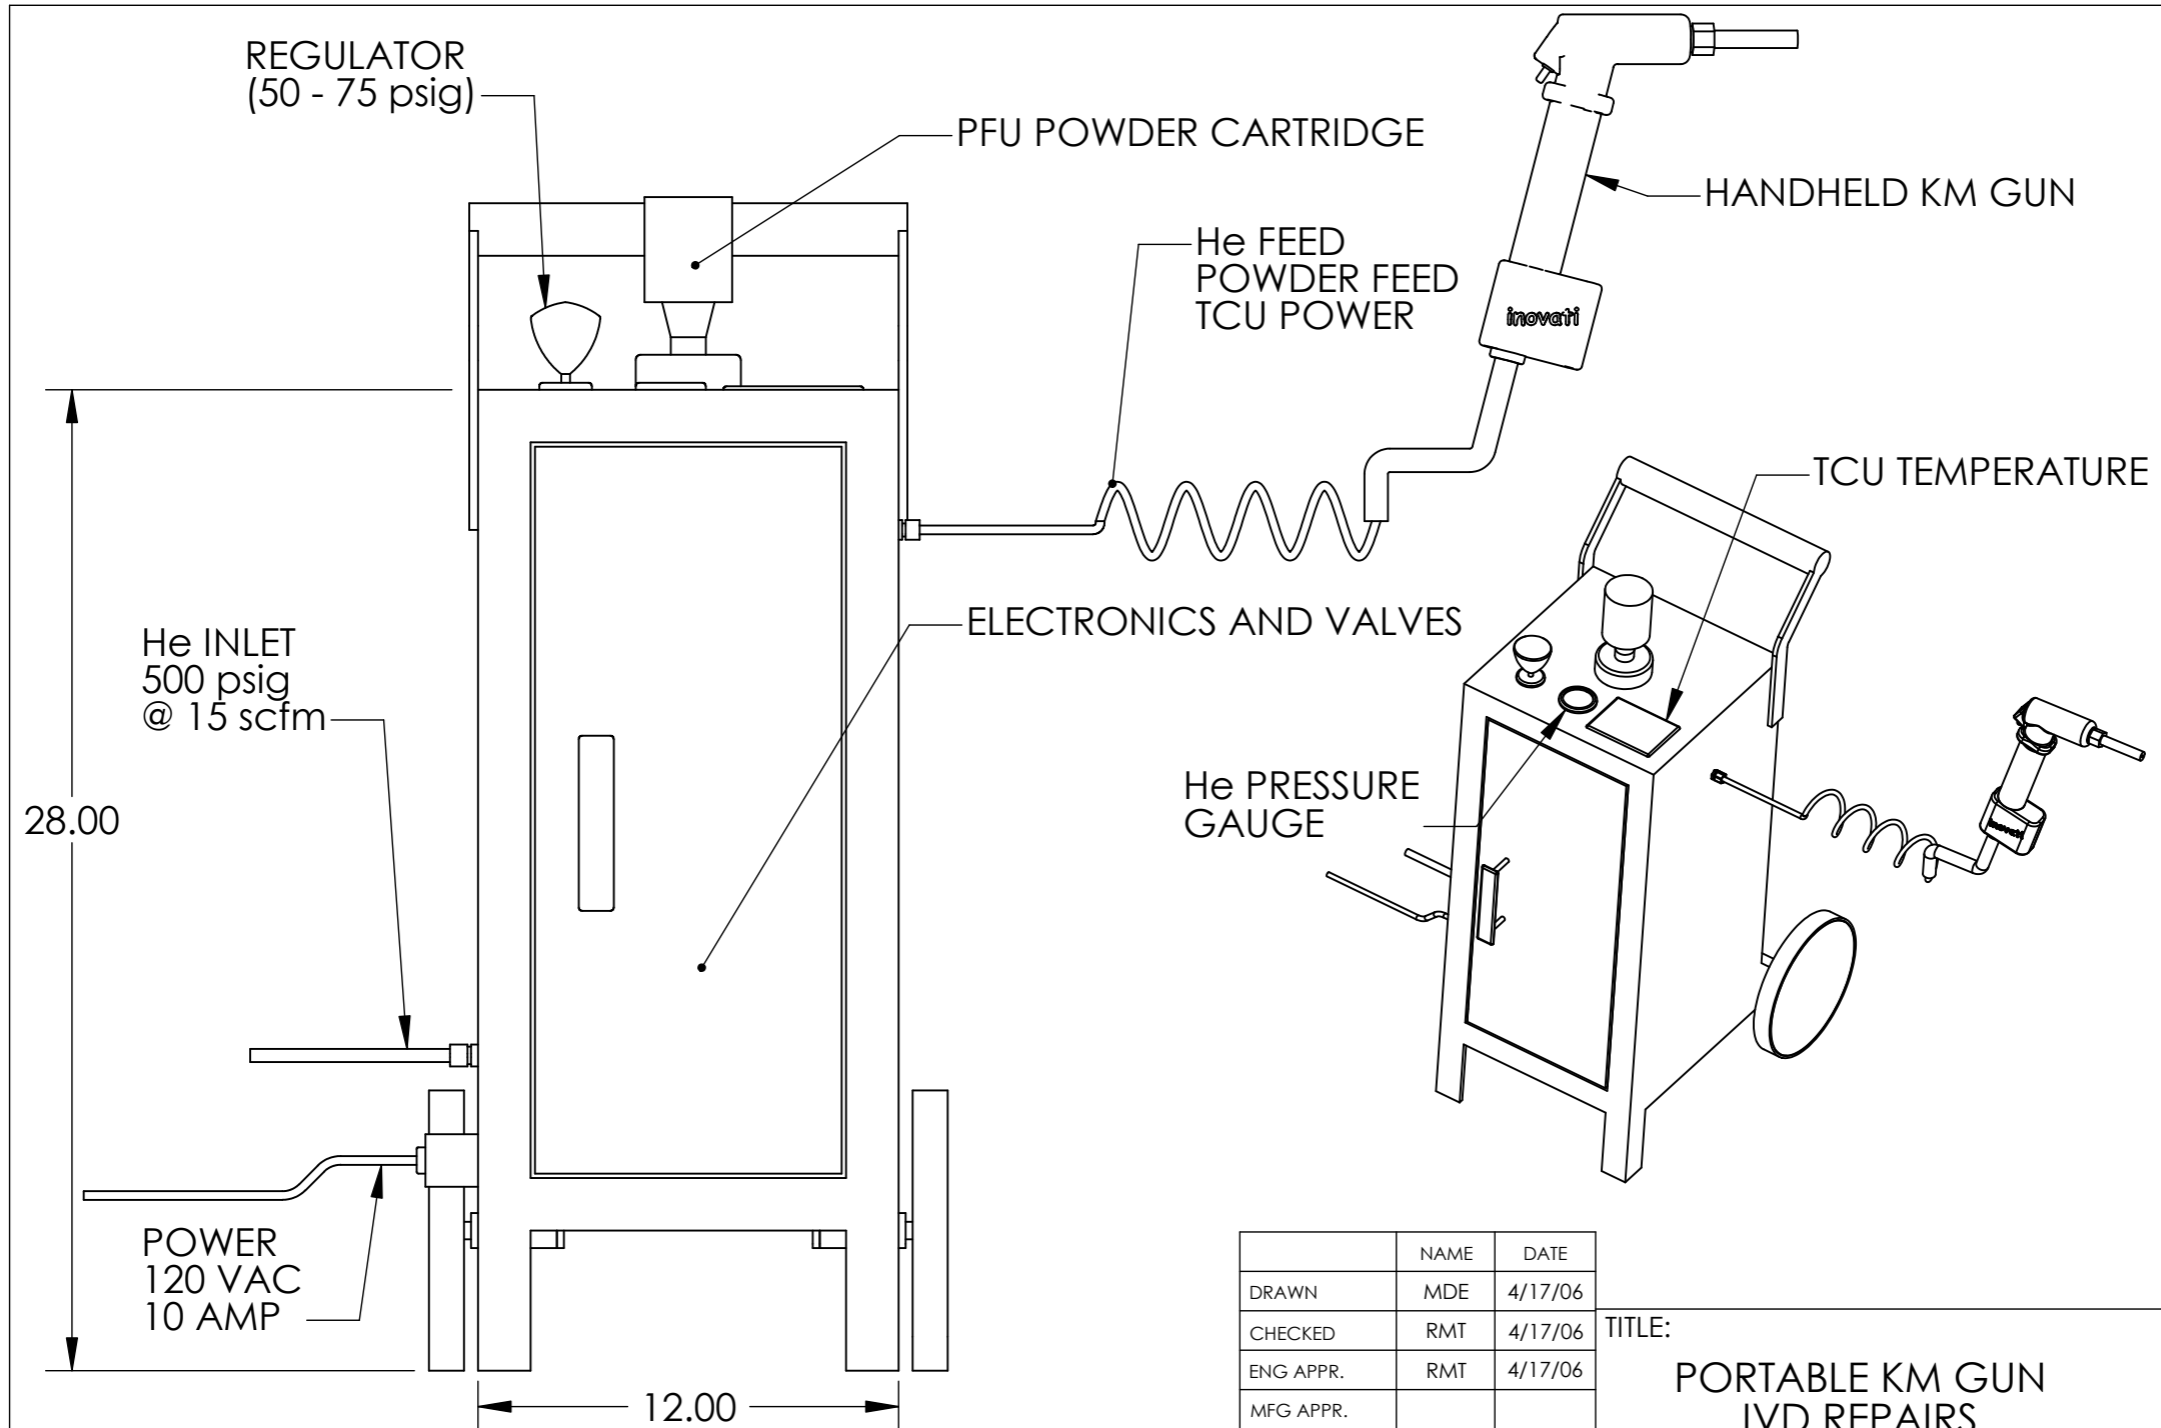 REGULATOR
(50 - 75 psig)
PFU POWDER CARTRIDGE
HANDHELD KM GUN
He FEED
POWDER FEED
TCU POWER
inovati
TCU TEMPERATURE
ELECTRONICS AND VALVES
He INLET
500 psig
@ 15 scfm
28.00
He PRESSURE
GAUGE
inovati
POWER
120 VAC
10 AMP
12.00
NAME DATE
DRAWN MDE 4/17/06
CHECKED RMT 4/17/06
ENG APPR. RMT 4/17/06
MFG APPR.
TITLE:
PORTABLE KM GUN
IVD REPAIRS